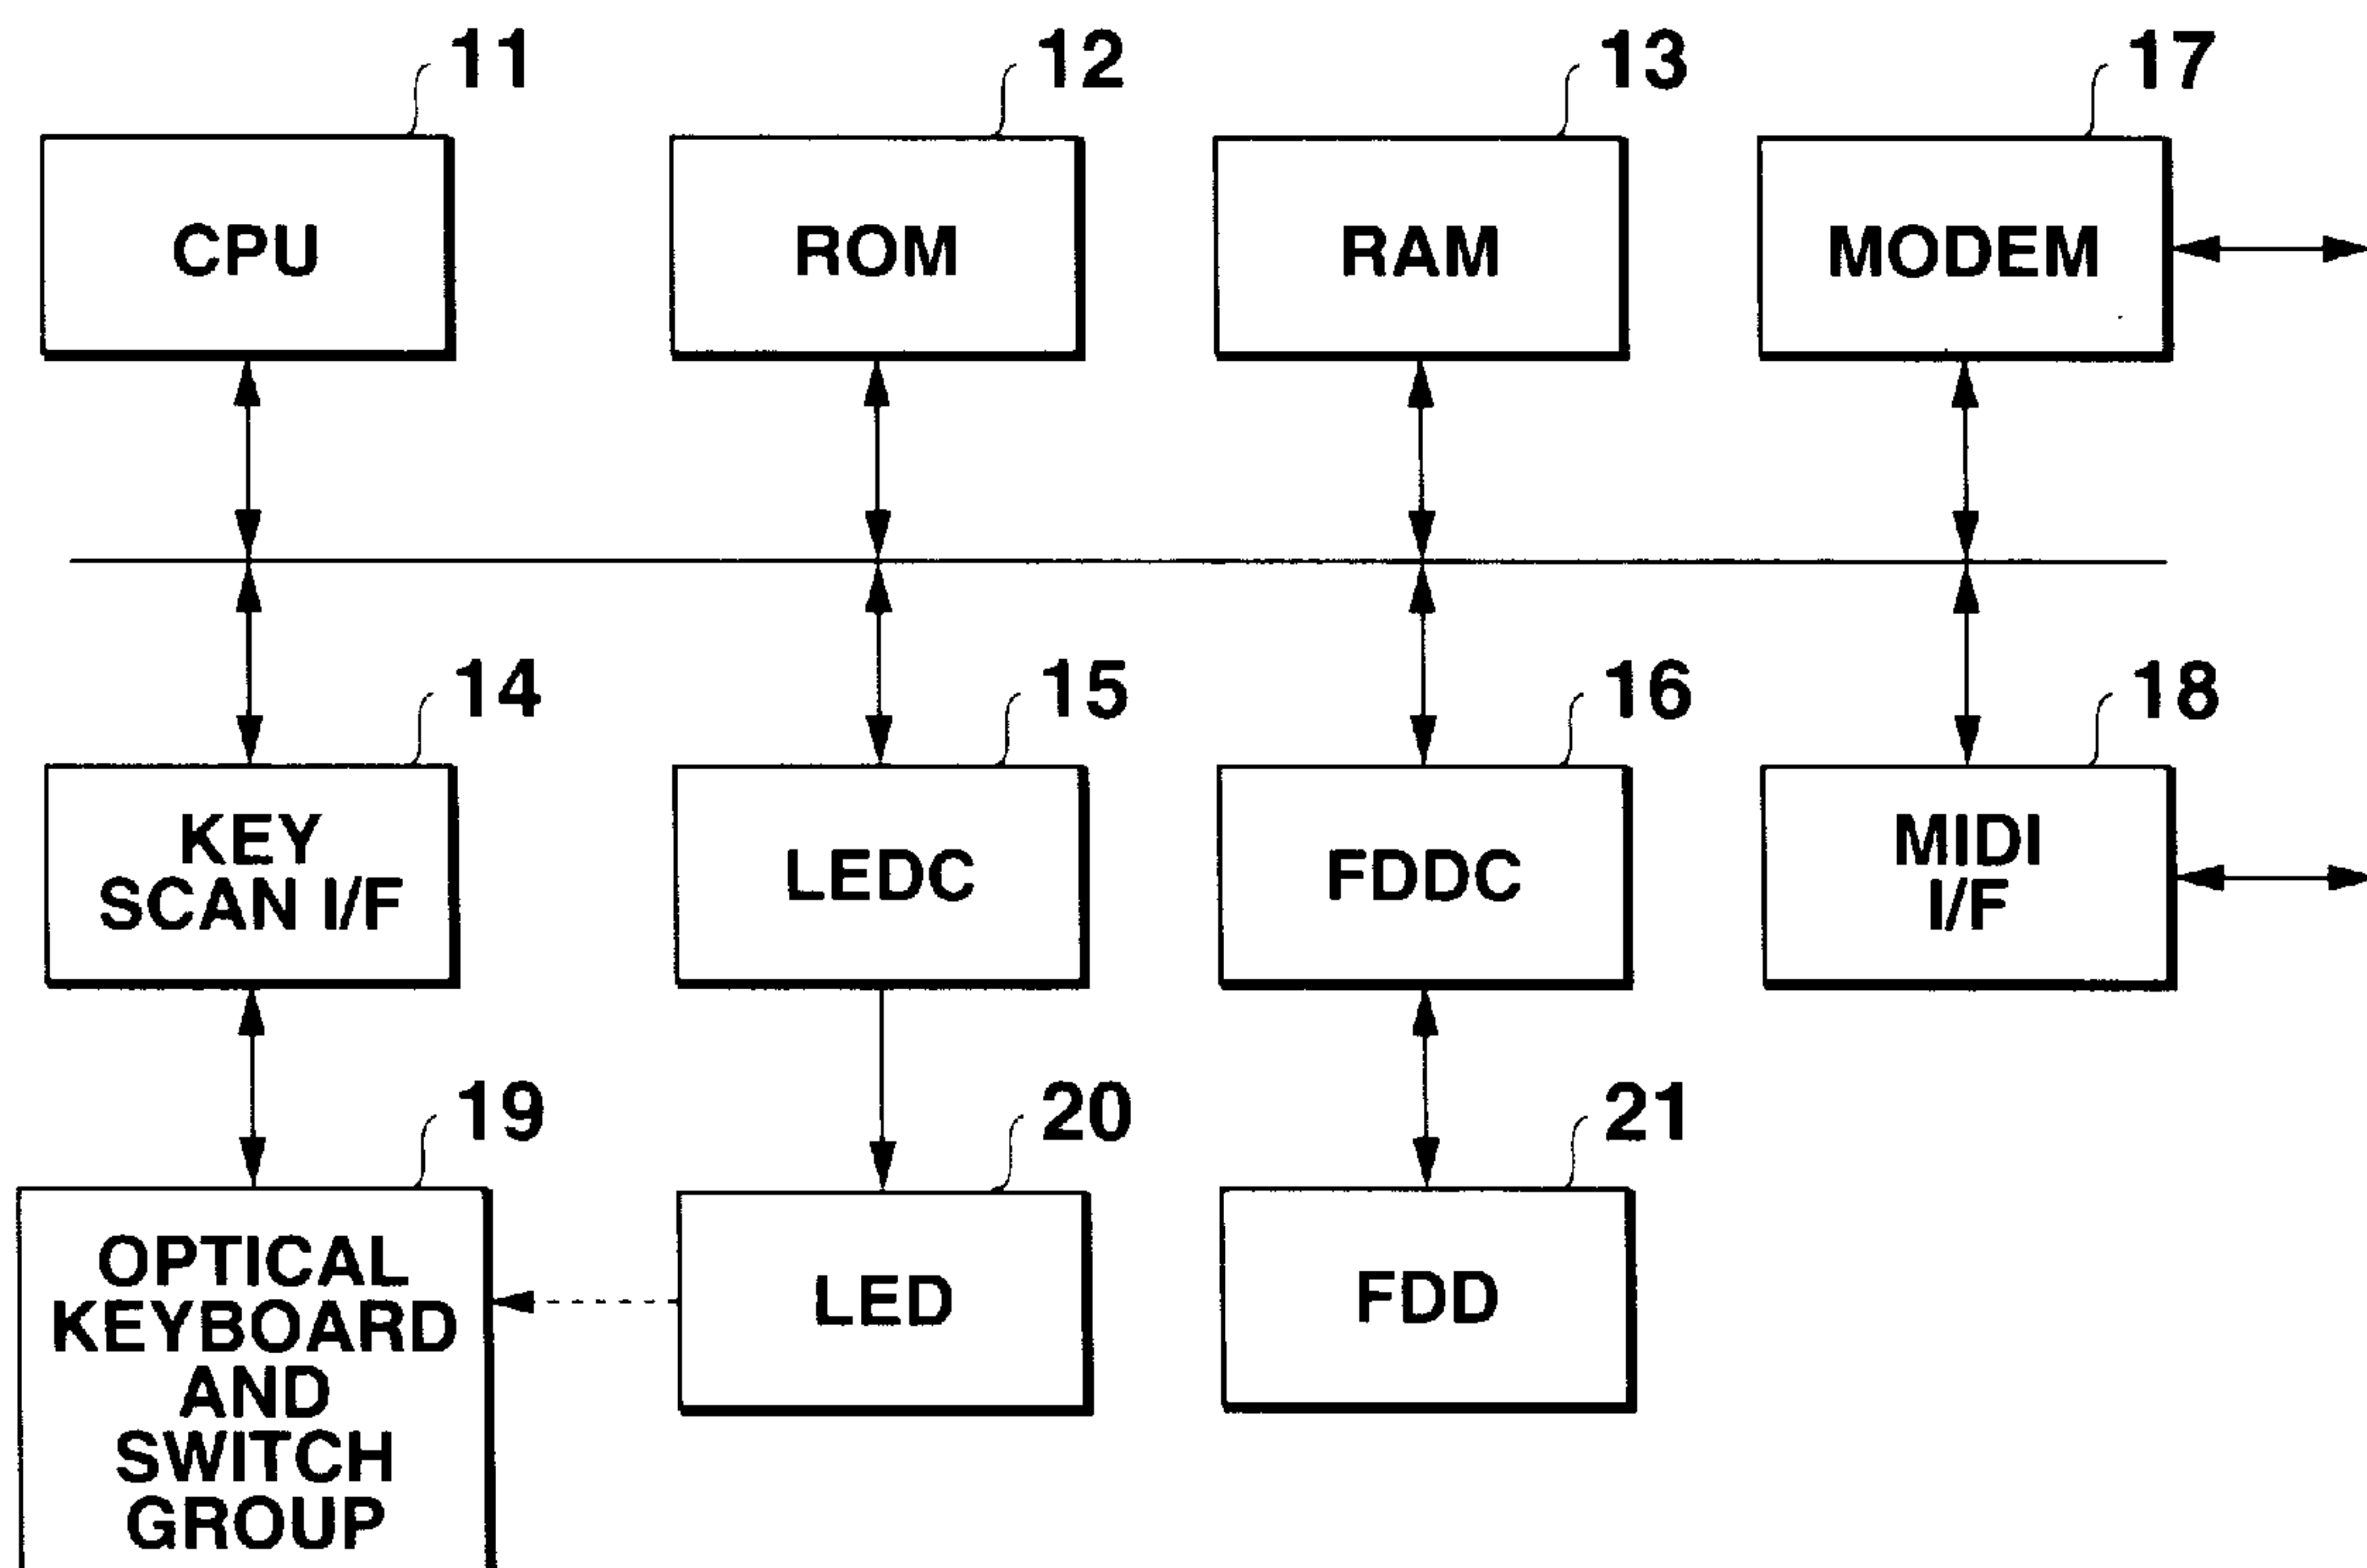 11
12
13
17
CPU
ROM
RAM
MODEM
14
15
16
18
KEY
SCAN I/F
LEDC
FDDC
MIDI
I/F
19
20
21
OPTICAL
KEYBOARD
AND
SWITCH
GROUP
LED
FDD